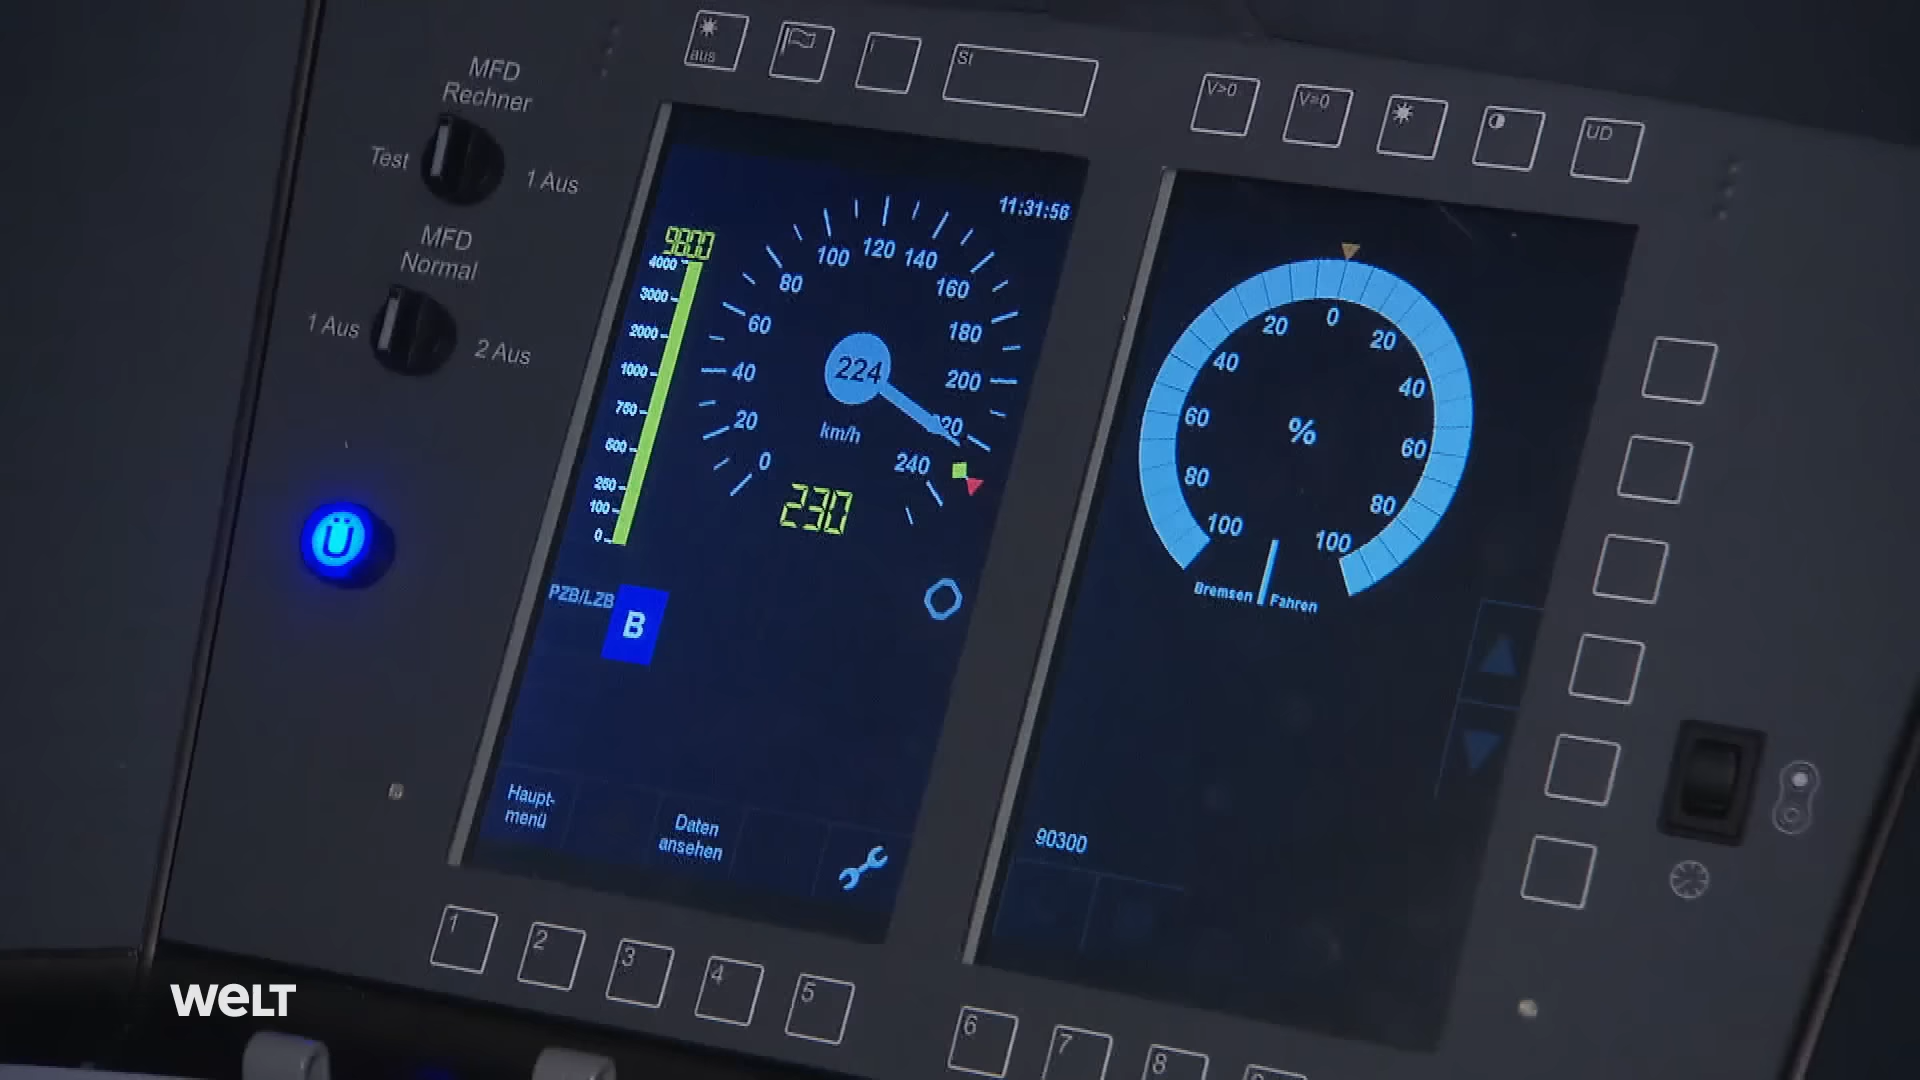 MFD
Rechner
Test
1 Aus
MFD
Normal
1 Aus
2 Aus
Ü
aus
SI
V>0
V=0
UD
11:31:56
9800
4000
3000
2000
1000
750
500
250
100
0
0
20
40
60
80
100
120
140
160
180
200
220
240
224
km/h
230
PZB/LZB
B
Haupt-
menü
Daten
ansehen
100
80
60
40
20
0
20
40
60
80
100
%
Bremsen
Fahren
90300
1
2
3
4
5
6
7
8
WELT